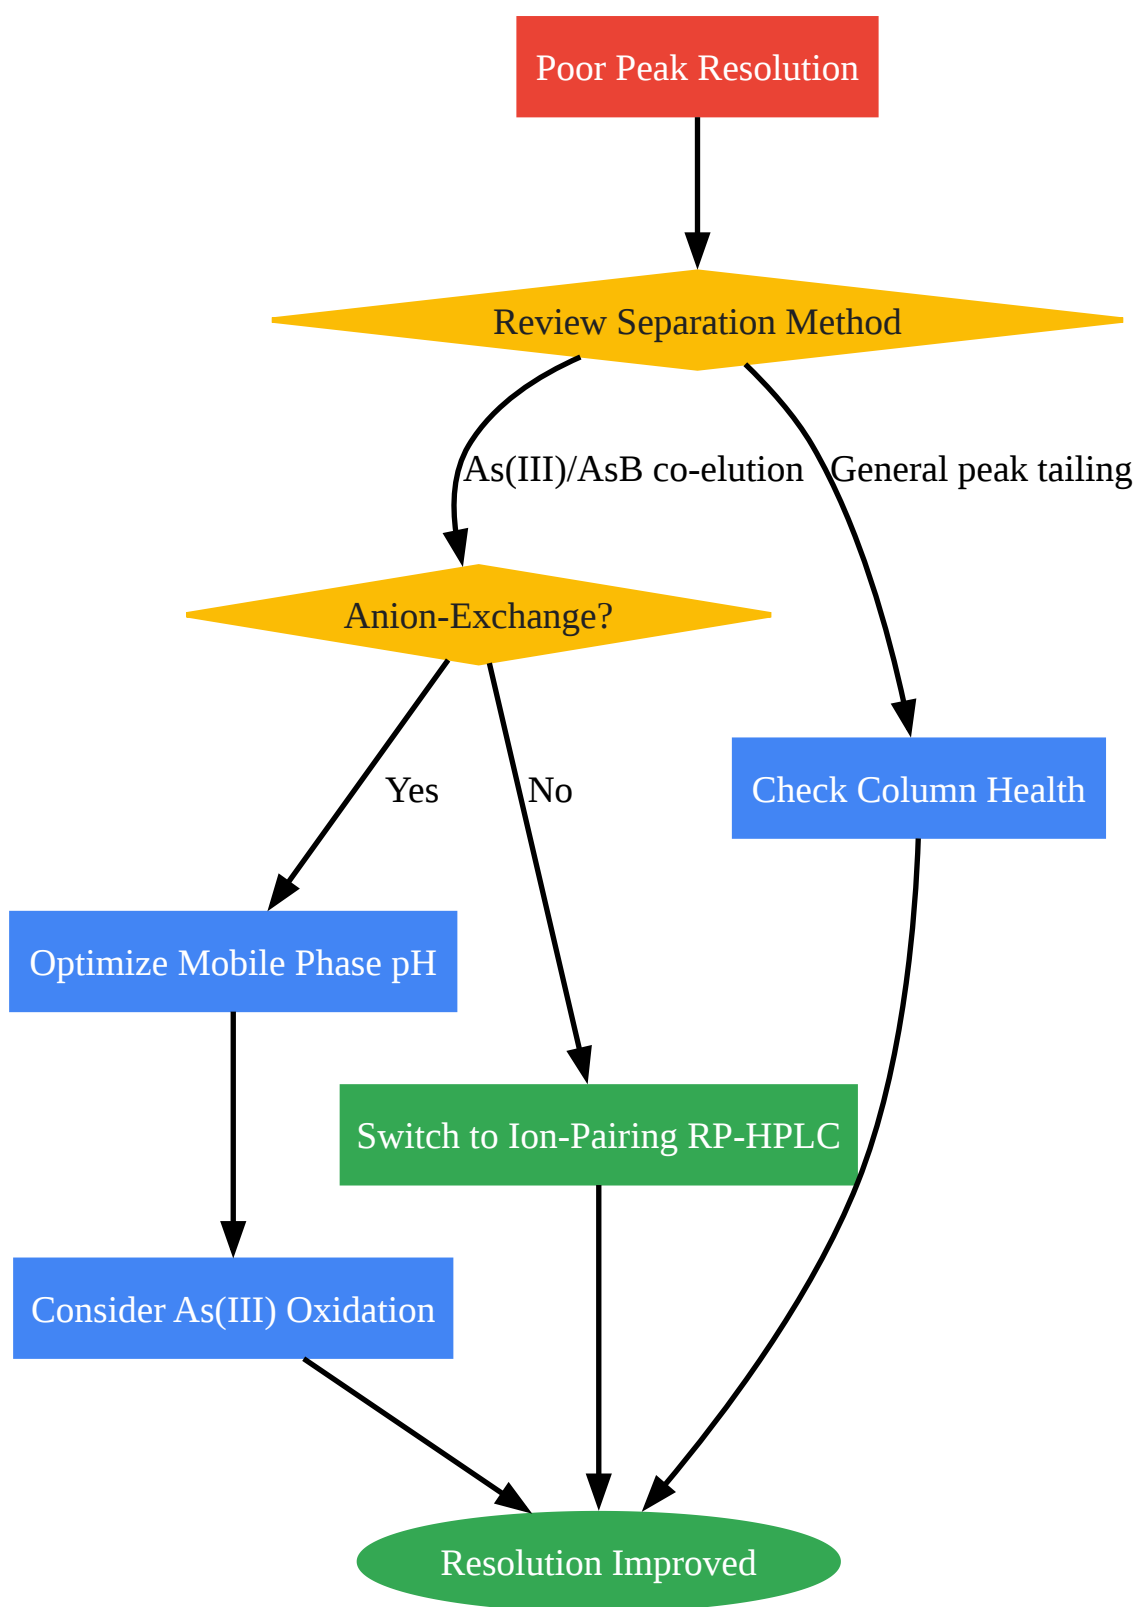 Poor Peak Resolution
Review Separation Method
As(III)/AsB co-elution
General peak tailing
Anion-Exchange?
Yes
No
Check Column Health
Optimize Mobile Phase pH
Switch to Ion-Pairing RP-HPLC
Consider As(III) Oxidation
Resolution Improved